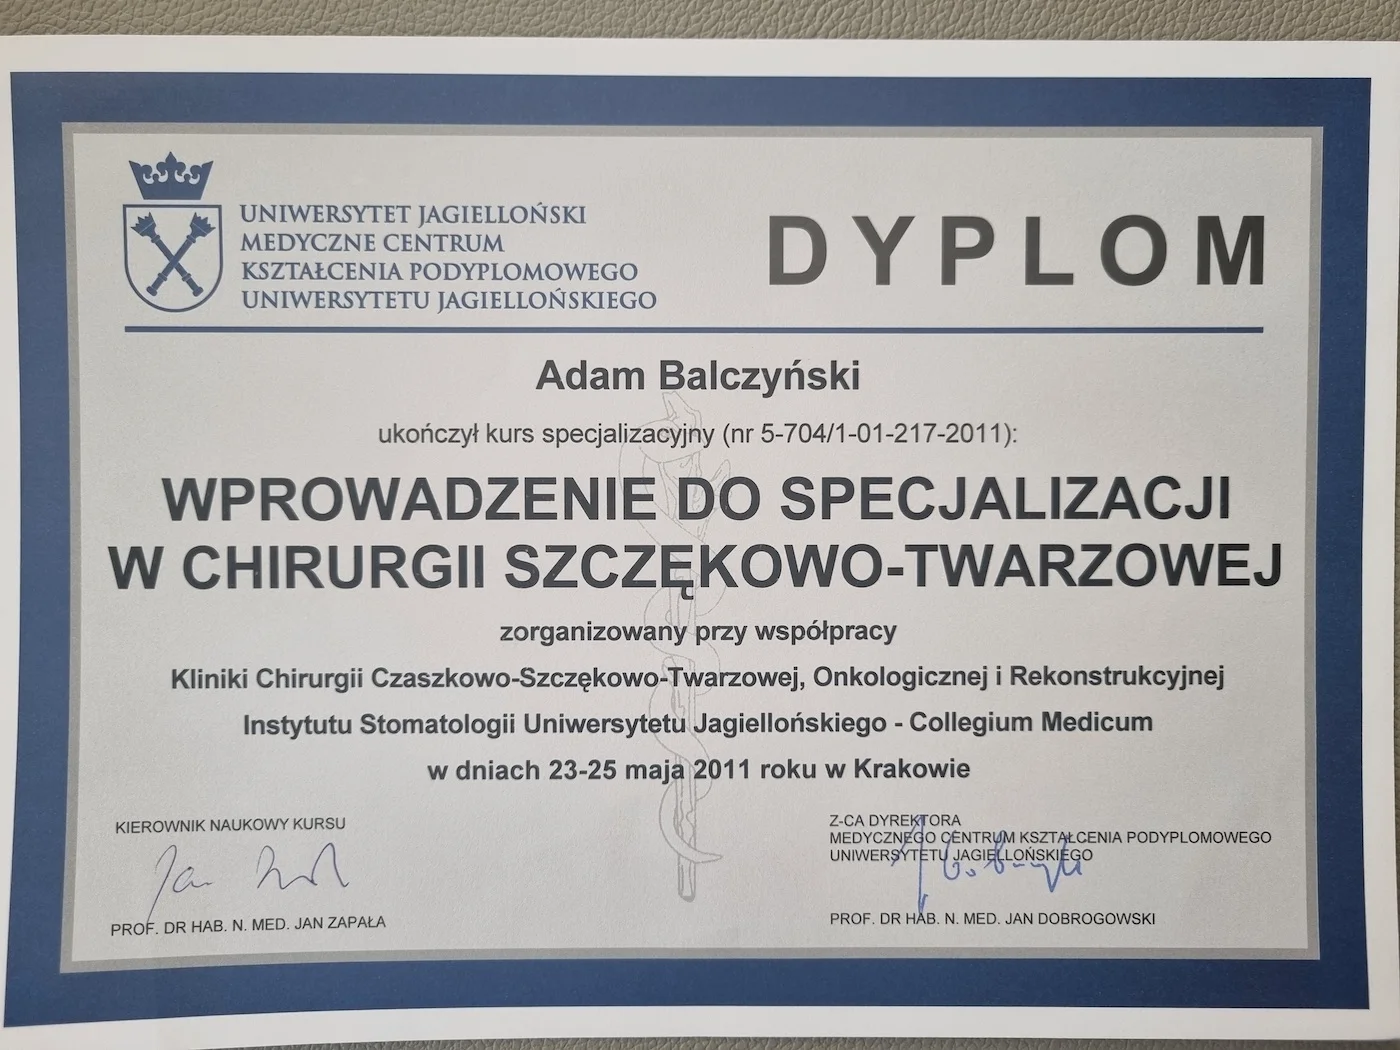 UNIWERSYTET JAGIELLOŃSKI
MEDYCZNE CENTRUM
KSZTAŁCENIA PODYPLOMOWEGO
UNIWERSYTETU JAGIELLOŃSKIEGO
DYPLOM
Adam Balczyński
ukończył kurs specjalizacyjny (nr 5-704/1-01-217-2011):
WPROWADZENIE DO SPECJALIZACJI
W CHIRURGII SZCZĘKOWO-TWARZOWEJ
zorganizowany przy współpracy
Kliniki Chirurgii Czaszkowo-Szczękowo-Twarzowej, Onkologicznej i Rekonstrukcyjnej
Instytutu Stomatologii Uniwersytetu Jagiellońskiego - Collegium Medicum
w dniach 23-25 maja 2011 roku w Krakowie
KIEROWNIK NAUKOWY KURSU
PROF. DR HAB. N. MED. JAN ZAPAŁA
Z-CA DYREKTORA
MEDYCZNEGO CENTRUM KSZTAŁCENIA PODYPLOMOWEGO
UNIWERSYTETU JAGIELLOŃSKIEGO
PROF. DR HAB. N. MED. JAN DOBROGOWSKI